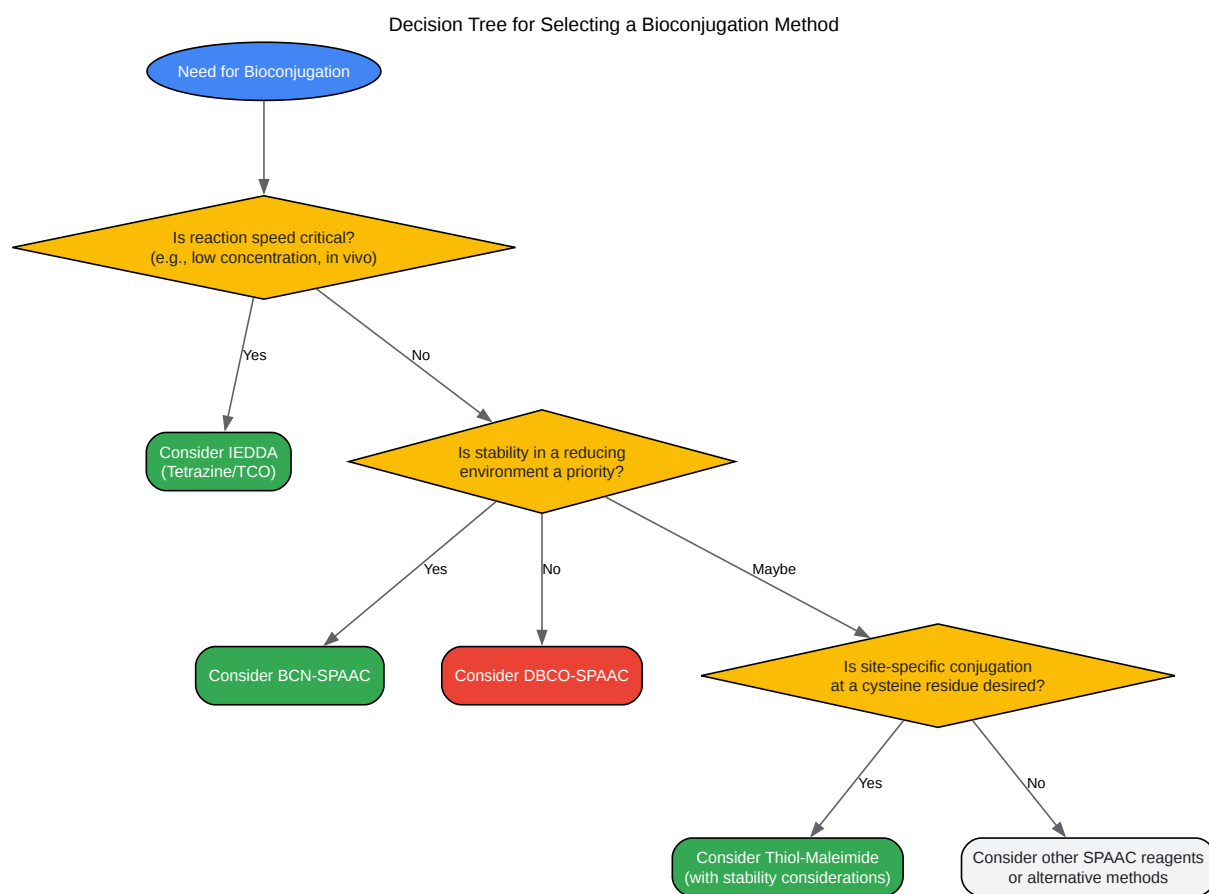 Decision Tree for Selecting a Bioconjugation Method
Need for Bioconjugation
Is reaction speed critical?
(e.g., low concentration, in vivo)
Yes
No
Consider IEDDA
(Tetrazine/TCO)
Is stability in a reducing
environment a priority?
Yes
No
Maybe
Consider BCN-SPAAC
Consider DBCO-SPAAC
Is site-specific conjugation
at a cysteine residue desired?
Yes
No
Consider Thiol-Maleimide
(with stability considerations)
Consider other SPAAC reagents
or alternative methods